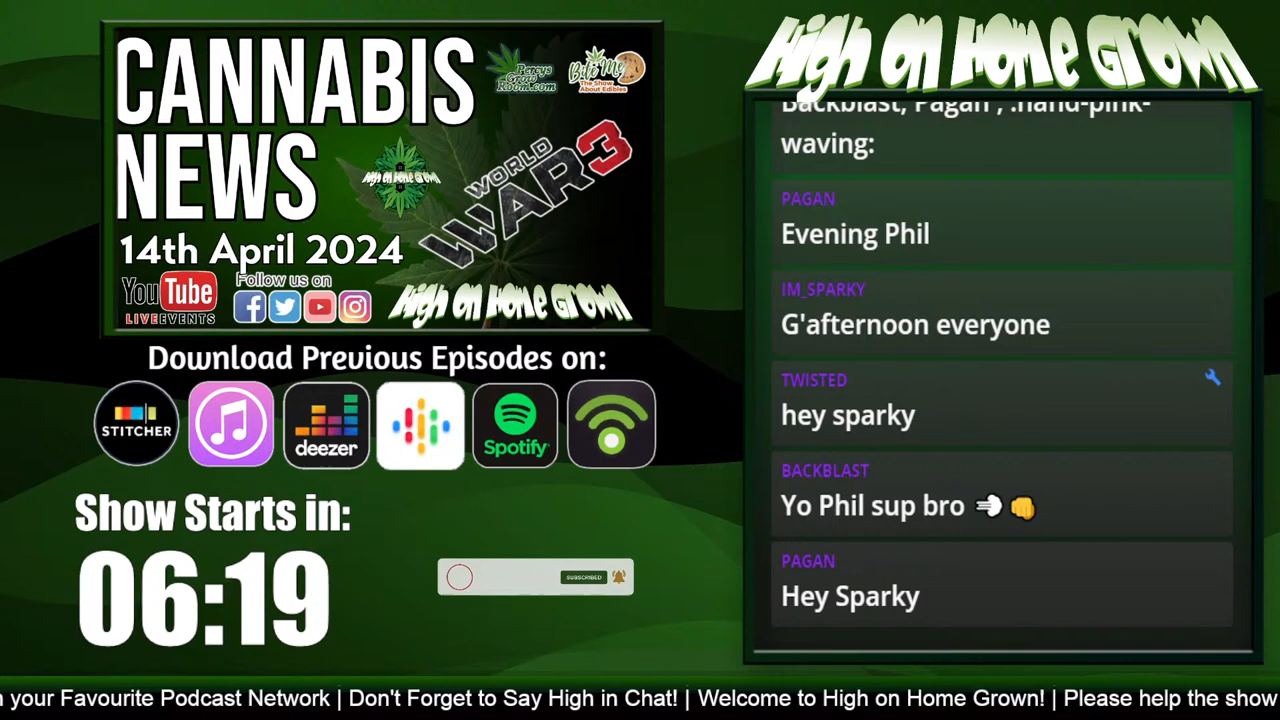 CANNABIS
NEWS
14th April 2024
Percys
Grow
Room.com
Bite Me
The Show
About Edibles
High on Home Grown
WORLD
WAR 3
YouTube
LIVE EVENTS
Follow us on
High on Home Grown
Download Previous Episodes on:
STITCHER
deezer
Spotify
Show Starts in:
06:19
SUBSCRIBED
High on Home Grown
Backblast, Pagan , :hand-pink-
waving:
PAGAN
Evening Phil
IM_SPARKY
G'afternoon everyone
TWISTED
hey sparky
BACKBLAST
Yo Phil sup bro
PAGAN
Hey Sparky
n your Favourite Podcast Network | Don't Forget to Say High in Chat! | Welcome to High on Home Grown! | Please help the show